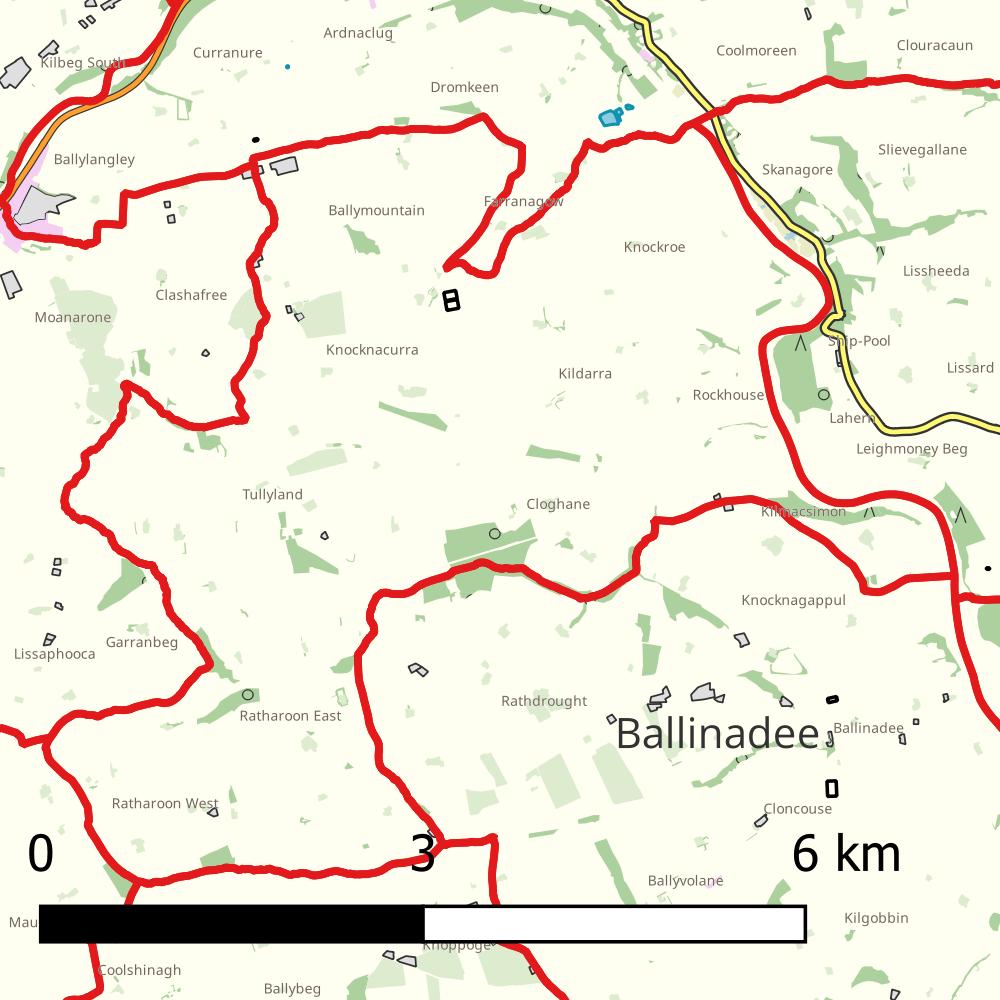 Ardnaclug
Clouracaun
Coolmoreen
Curranure
Kilbeg South
Dromkeen
Slievegallane
Ballylangley
Skanagore
Farranagow
Ballymountain
Knockroe
Lissheeda
Clashafree
Moanarone
Ship-Pool
Knocknacurra
Lissard
Kildarra
Rockhouse
Lahern
Leighmoney Beg
Tullyland
Cloghane
Kilmacsimon
Knocknagappul
Garranbeg
Lissaphooca
Rathdrought
Ratharoon East
Ballinadee
Ballinadee
Ratharoon West
Cloncouse
0 3 6 km
Ballyvolane
Mau
Kilgobbin
Knoppoge
Coolshinagh
Ballybeg